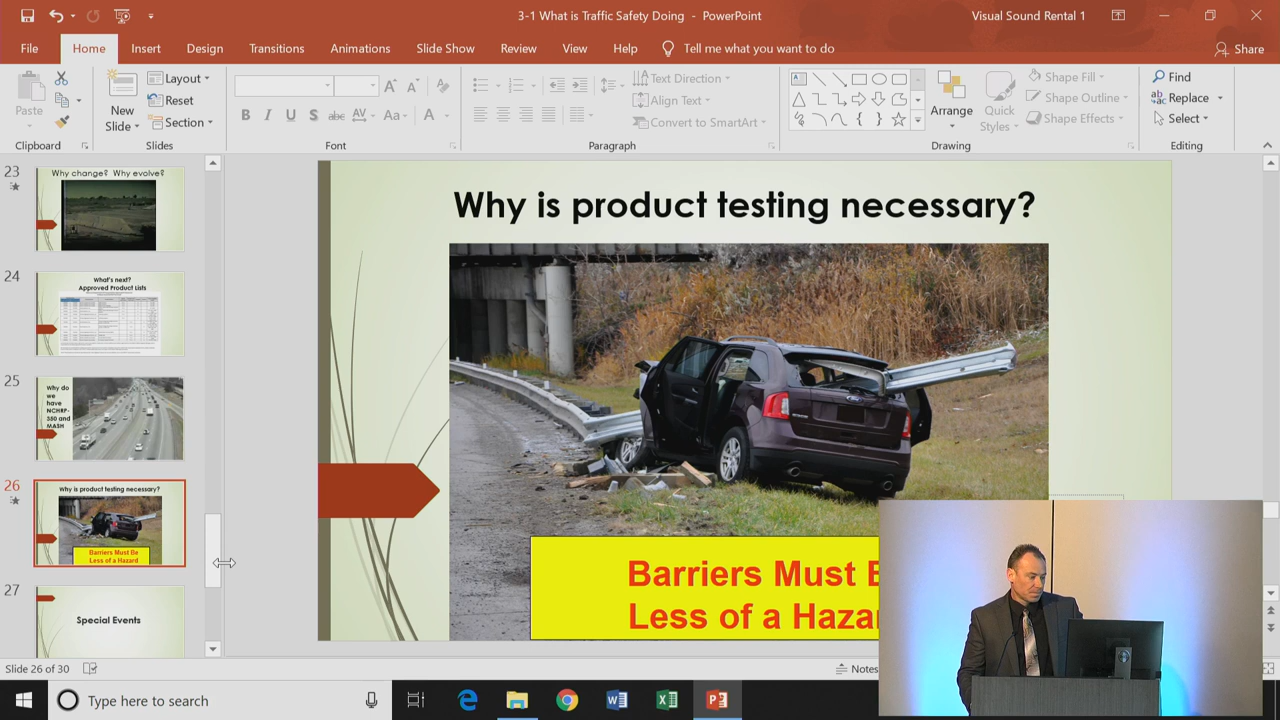 3-1 What is Traffic Safety Doing - PowerPoint
Visual Sound Rental 1
File
Home
Insert
Design
Transitions
Animations
Slide Show
Review
View
Help
Tell me what you want to do
Share
Paste
New
Slide
Layout
Reset
Section
B I U S abc AV Aa A
Text Direction
Align Text
Convert to SmartArt
Arrange
Quick
Styles
Shape Fill
Shape Outline
Shape Effects
Find
Replace
Select
Clipboard
Slides
Font
Paragraph
Drawing
Editing
23
Why change? Why evolve?
24
What's next?
Approved Product Lists
25
Why do
we
have
NCHRP-
350 and
MASH
26
Why is product testing necessary?
Barriers Must Be
Less of a Hazard
27
Special Events
Why is product testing necessary?
Barriers Must
Less of a
Slide 26 of 30
Notes
Type here to search